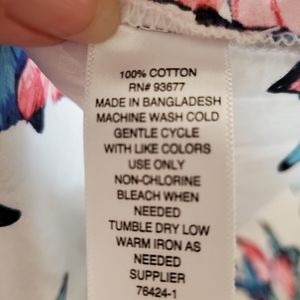 100% COTTON
RN# 93677
MADE IN BANGLADESH
MACHINE WASH COLD
GENTLE CYCLE
WITH LIKE COLORS
USE ONLY
NON-CHLORINE
BLEACH WHEN
NEEDED
TUMBLE DRY LOW
WARM IRON AS
NEEDED
SUPPLIER
76424-1